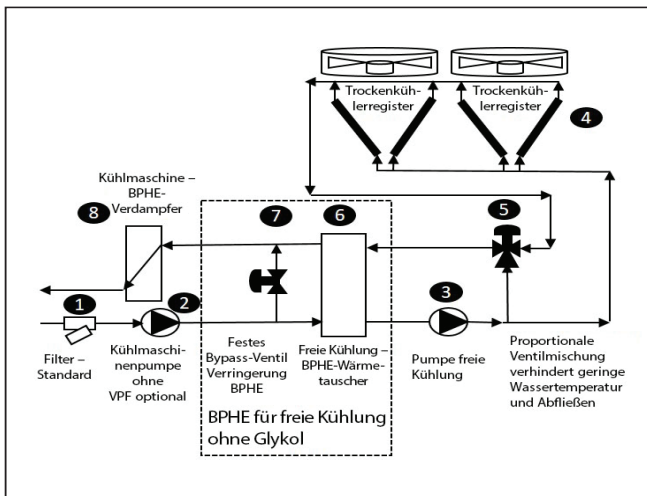 Trockenküh-
lerregister
Trockenküh-
lerregister
4
Kühlmaschine –
BPHE-
Verdampfer
8
7
6
5
1
2
3
Filter –
Standard
Kühlmaschi-
nenpumpe
ohne
VPF optional
Festes
Bypass-Ventil
Verringerung
BPHE
Freie Kühlung –
BPHE-Wärme-
tauscher
Pumpe freie
Kühlung
Proportionale
Ventilmischung
verhindert geringe
Wassertemperatur
und Abfließen
BPHE für freie Kühlung
ohne Glykol